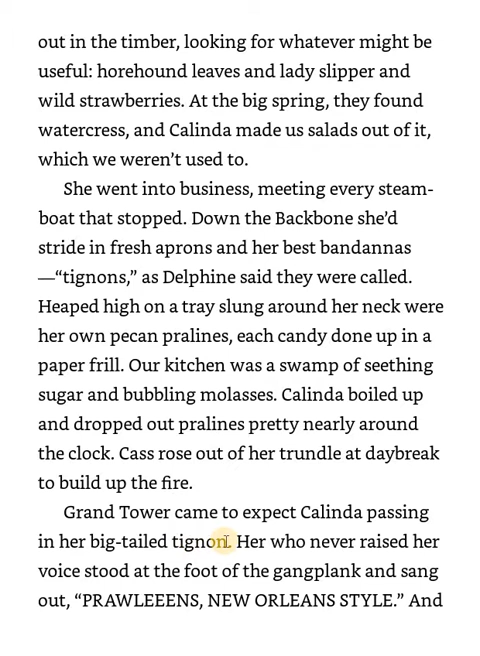 out in the timber, looking for whatever might be
useful: horehound leaves and lady slipper and
wild strawberries. At the big spring, they found
watercress, and Calinda made us salads out of it,
which we weren’t used to.
She went into business, meeting every steam-
boat that stopped. Down the Backbone she’d
stride in fresh aprons and her best bandannas
—“tignons,” as Delphine said they were called.
Heaped high on a tray slung around her neck were
her own pecan pralines, each candy done up in a
paper frill. Our kitchen was a swamp of seething
sugar and bubbling molasses. Calinda boiled up
and dropped out pralines pretty nearly around
the clock. Cass rose out of her trundle at daybreak
to build up the fire.
Grand Tower came to expect Calinda passing
in her big-tailed tignon. Her who never raised her
voice stood at the foot of the gangplank and sang
out, “PRAWLEEENS, NEW ORLEANS STYLE.” And